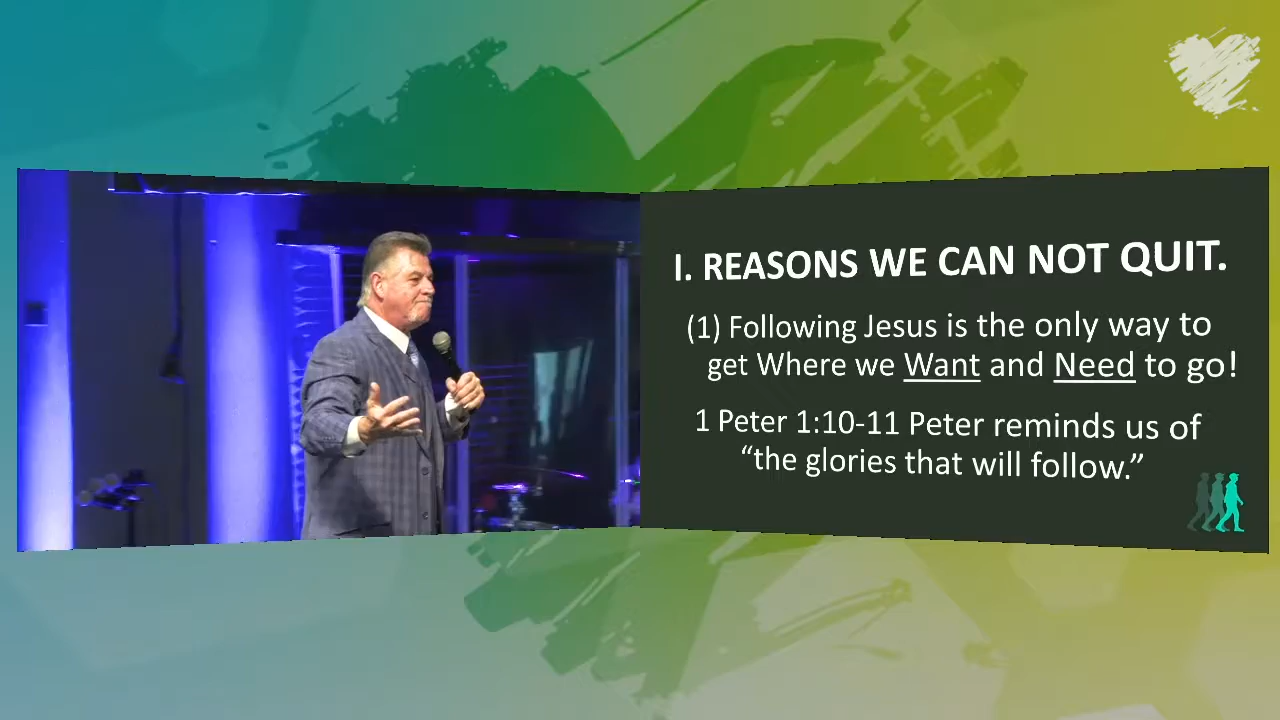 I. REASONS WE CAN NOT QUIT.
(1) Following Jesus is the only way to
get Where we Want and Need to go!
1 Peter 1:10-11 Peter reminds us of
“the glories that will follow.”